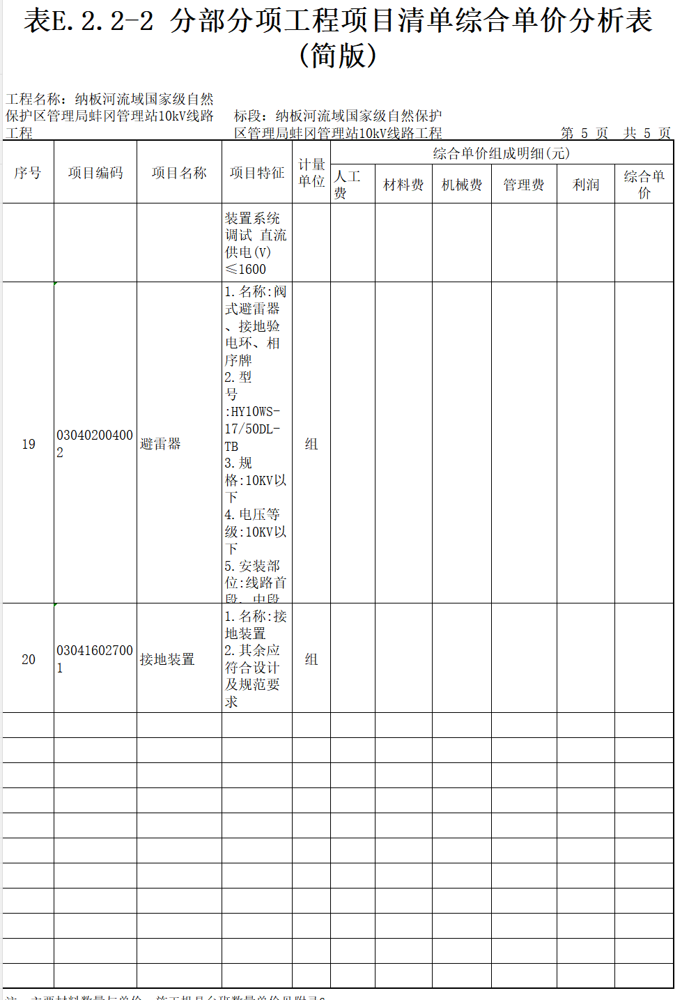 表E.2.2-2 分部分项工程项目清单综合单价分析表
(简版)
工程名称：纳板河流域国家级自然
保护区管理局蚌冈管理站10kV线路
工程
标段：纳板河流域国家级自然保护
区管理局蚌冈管理站10kV线路工程
第 5 页 共 5 页
序号
项目编码
项目名称
项目特征
计量
单位
综合单价组成明细(元)
人工
费
材料费
机械费
管理费
利润
综合单
价
装置系统
调试 直流
供电(V)
≤1600
19
03040200400
2
避雷器
1.名称:阀
式避雷器
、接地验
电环、相
序牌
2.型
号
:HY10WS-
17/50DL-
TB
3.规
格:10KV以
下
4.电压等
级:10KV以
下
5.安装部
位:线路首
段、中段
组
20
03041602700
1
接地装置
1.名称:接
地装置
2.其余应
符合设计
及规范要
求
组